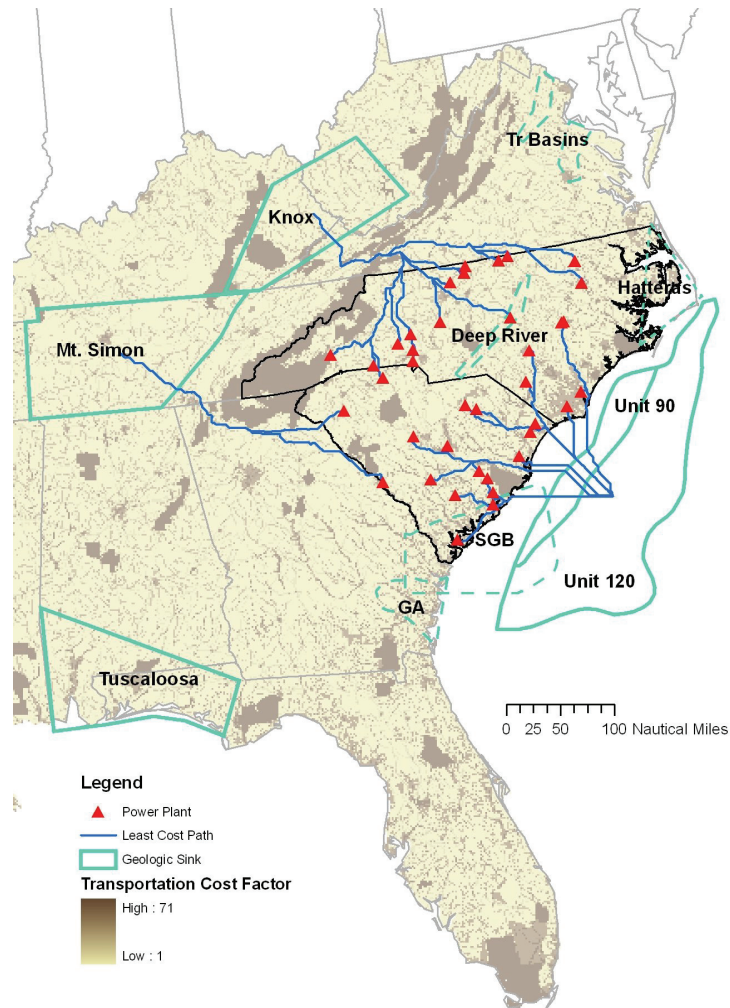 Tr Basins
Knox
Hatteras
Deep River
Mt. Simon
Unit 90
SGB
Unit 120
GA
Tuscaloosa
0 25 50 100 Nautical Miles
Legend
Power Plant
Least Cost Path
Geologic Sink
Transportation Cost Factor
High : 71
Low : 1